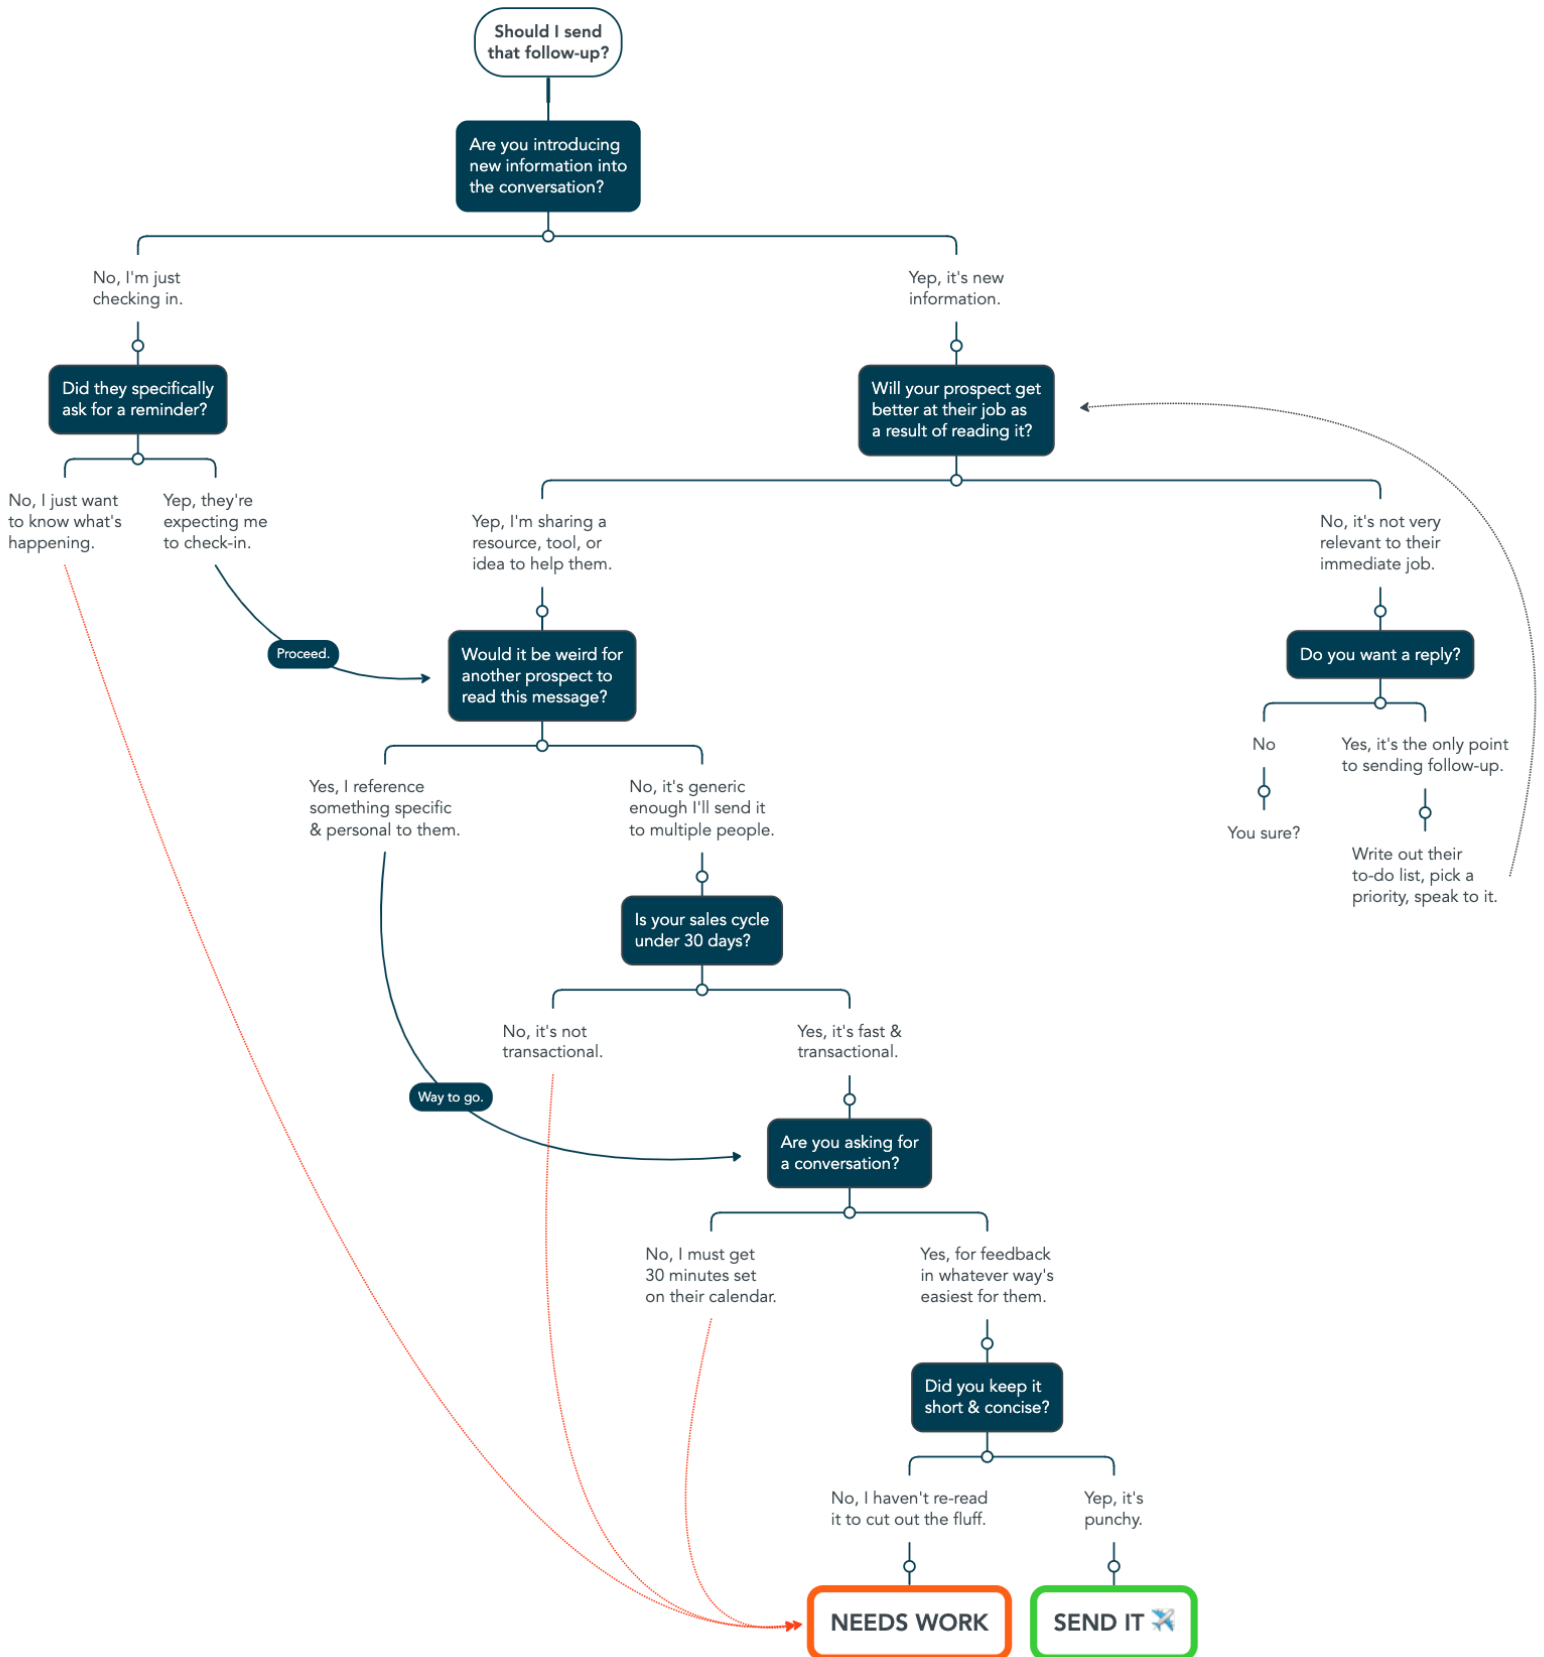 Should I send
that follow-up?
Are you introducing
new information into
the conversation?
No, I'm just
checking in.
Yep, it's new
information.
Did they specifically
ask for a reminder?
Will your prospect get
better at their job as
a result of reading it?
No, I just want
to know what's
happening.
Yep, they're
expecting me
to check-in.
Yep, I'm sharing a
resource, tool, or
idea to help them.
No, it's not very
relevant to their
immediate job.
Proceed.
Would it be weird for
another prospect to
read this message?
Do you want a reply?
No
Yes, it's the only point
to sending follow-up.
You sure?
Write out their
to-do list, pick a
priority, speak to it.
Yes, I reference
something specific
& personal to them.
No, it's generic
enough I'll send it
to multiple people.
Is your sales cycle
under 30 days?
No, it's not
transactional.
Yes, it's fast &
transactional.
Way to go.
Are you asking for
a conversation?
No, I must get
30 minutes set
on their calendar.
Yes, for feedback
in whatever way's
easiest for them.
Did you keep it
short & concise?
No, I haven't re-read
it to cut out the fluff.
Yep, it's
punchy.
NEEDS WORK
SEND IT ✈️